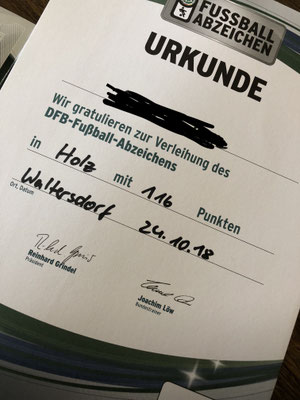 FUSSBALL
ABZEICHEN
URKUNDE
Wir gratulieren zur Verleihung des
DFB-Fußball-Abzeichens
in Holz mit 116 Punkten
Waltersdorf 24.10.18
Ort, Datum
Reinhard Grindel
Präsident
Joachim Löw
Bundestrainer